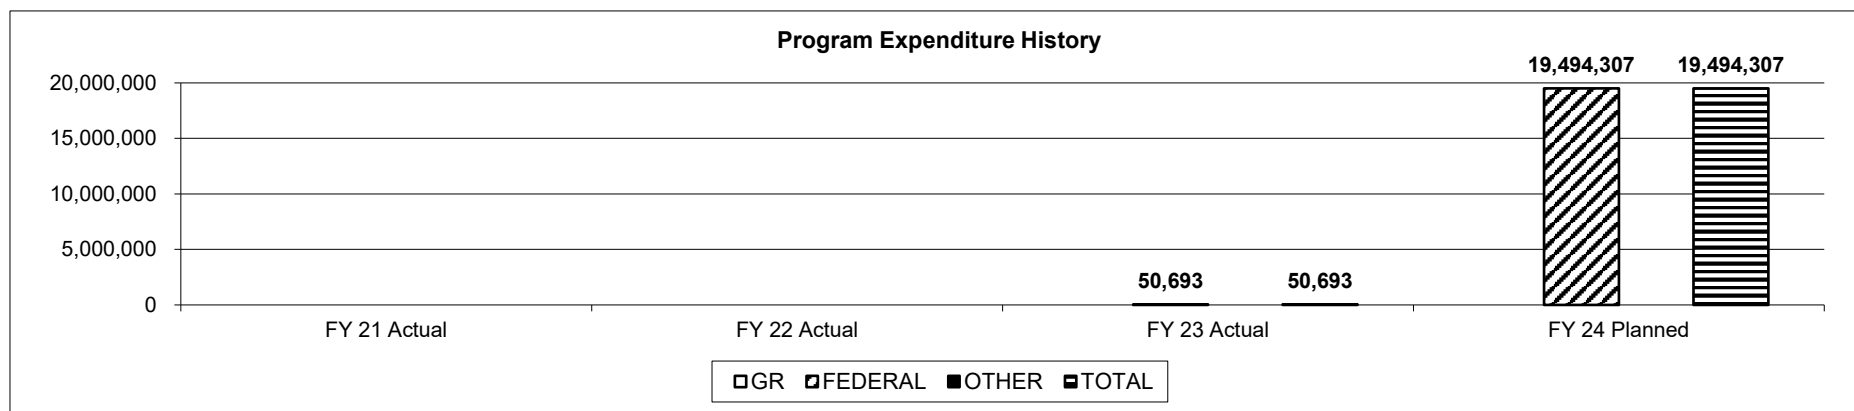 Program Expenditure History
19,494,307 19,494,307
20,000,000
15,000,000
10,000,000
5,000,000
50,693 50,693
0
FY 21 Actual FY 22 Actual FY 23 Actual FY 24 Planned
GR FEDERAL OTHER TOTAL